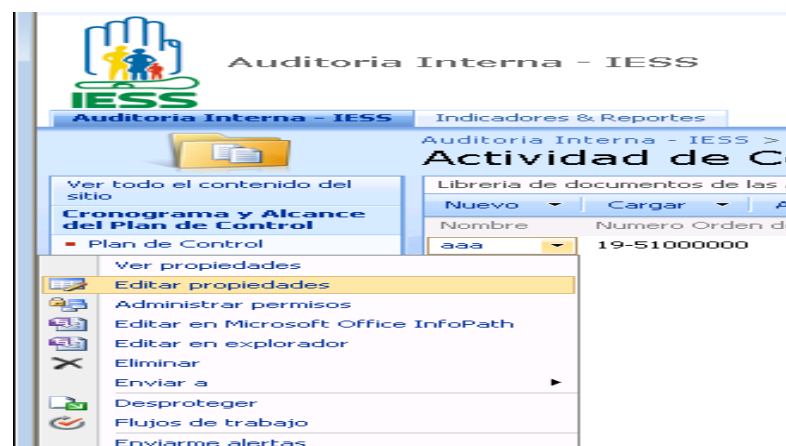 Auditoria Interna - IESS
IESS
Auditoria Interna - IESS
Indicadores & Reportes
Auditoria Interna - IESS >
Actividad de C
Ver todo el contenido del
sitio
Libreria de documentos de las
Nuevo
Cargar
Cronograma y Alcance
del Plan de Control
Nombre
Numero Orden d
Plan de Control
aaa
19-51000000
Ver propiedades
Editar propiedades
Administrar permisos
Editar en Microsoft Office InfoPath
Editar en explorador
Eliminar
Enviar a
Desproteger
Flujos de trabajo
Enviarme alertas